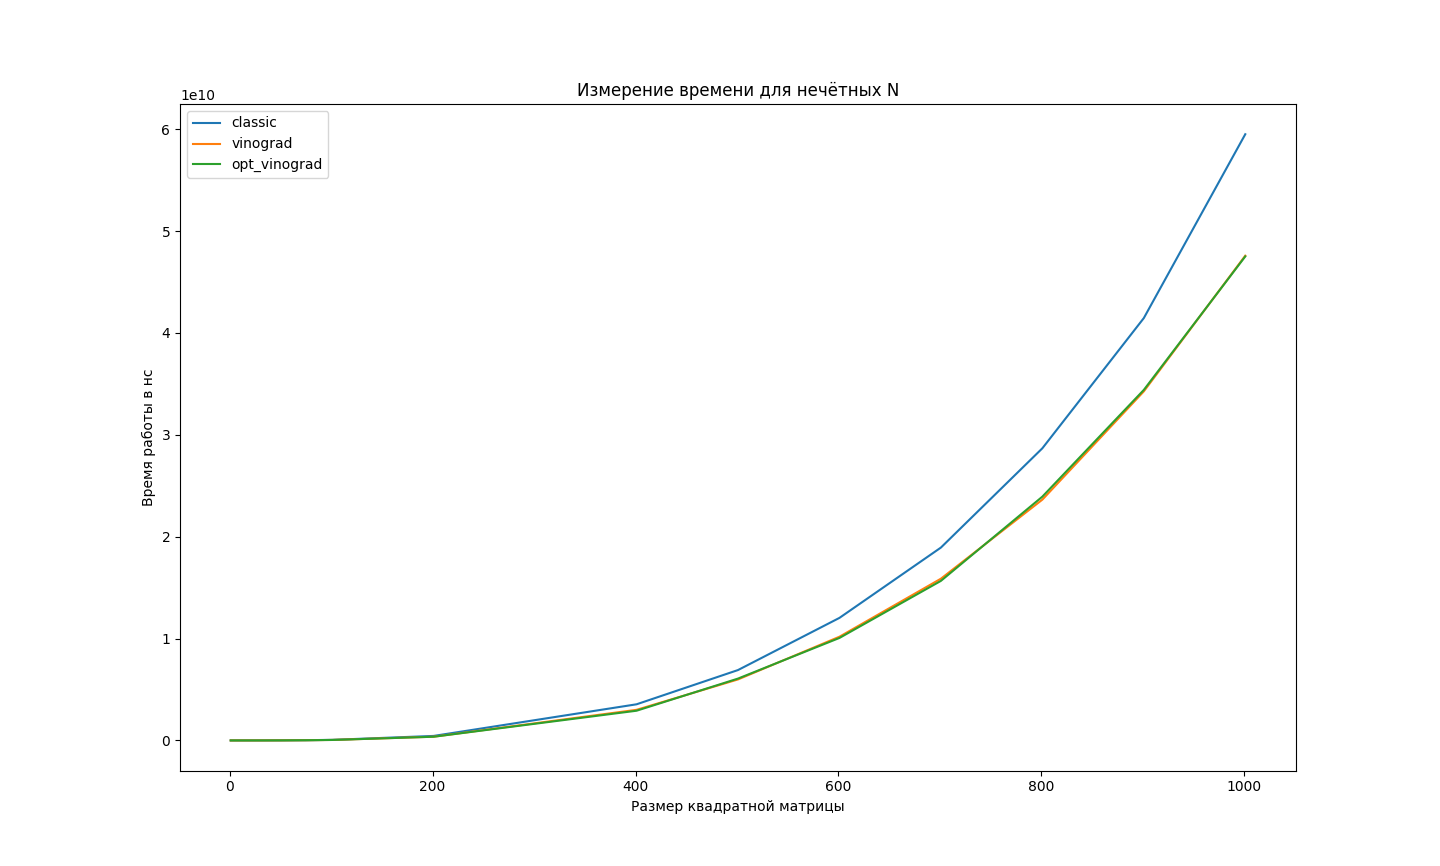 Измерение времени для нечётных N
1e10
classic
vinograd
opt_vinograd
6
5
4
3
2
1
0
Время работы в нс
0 200 400 600 800 1000
Размер квадратной матрицы